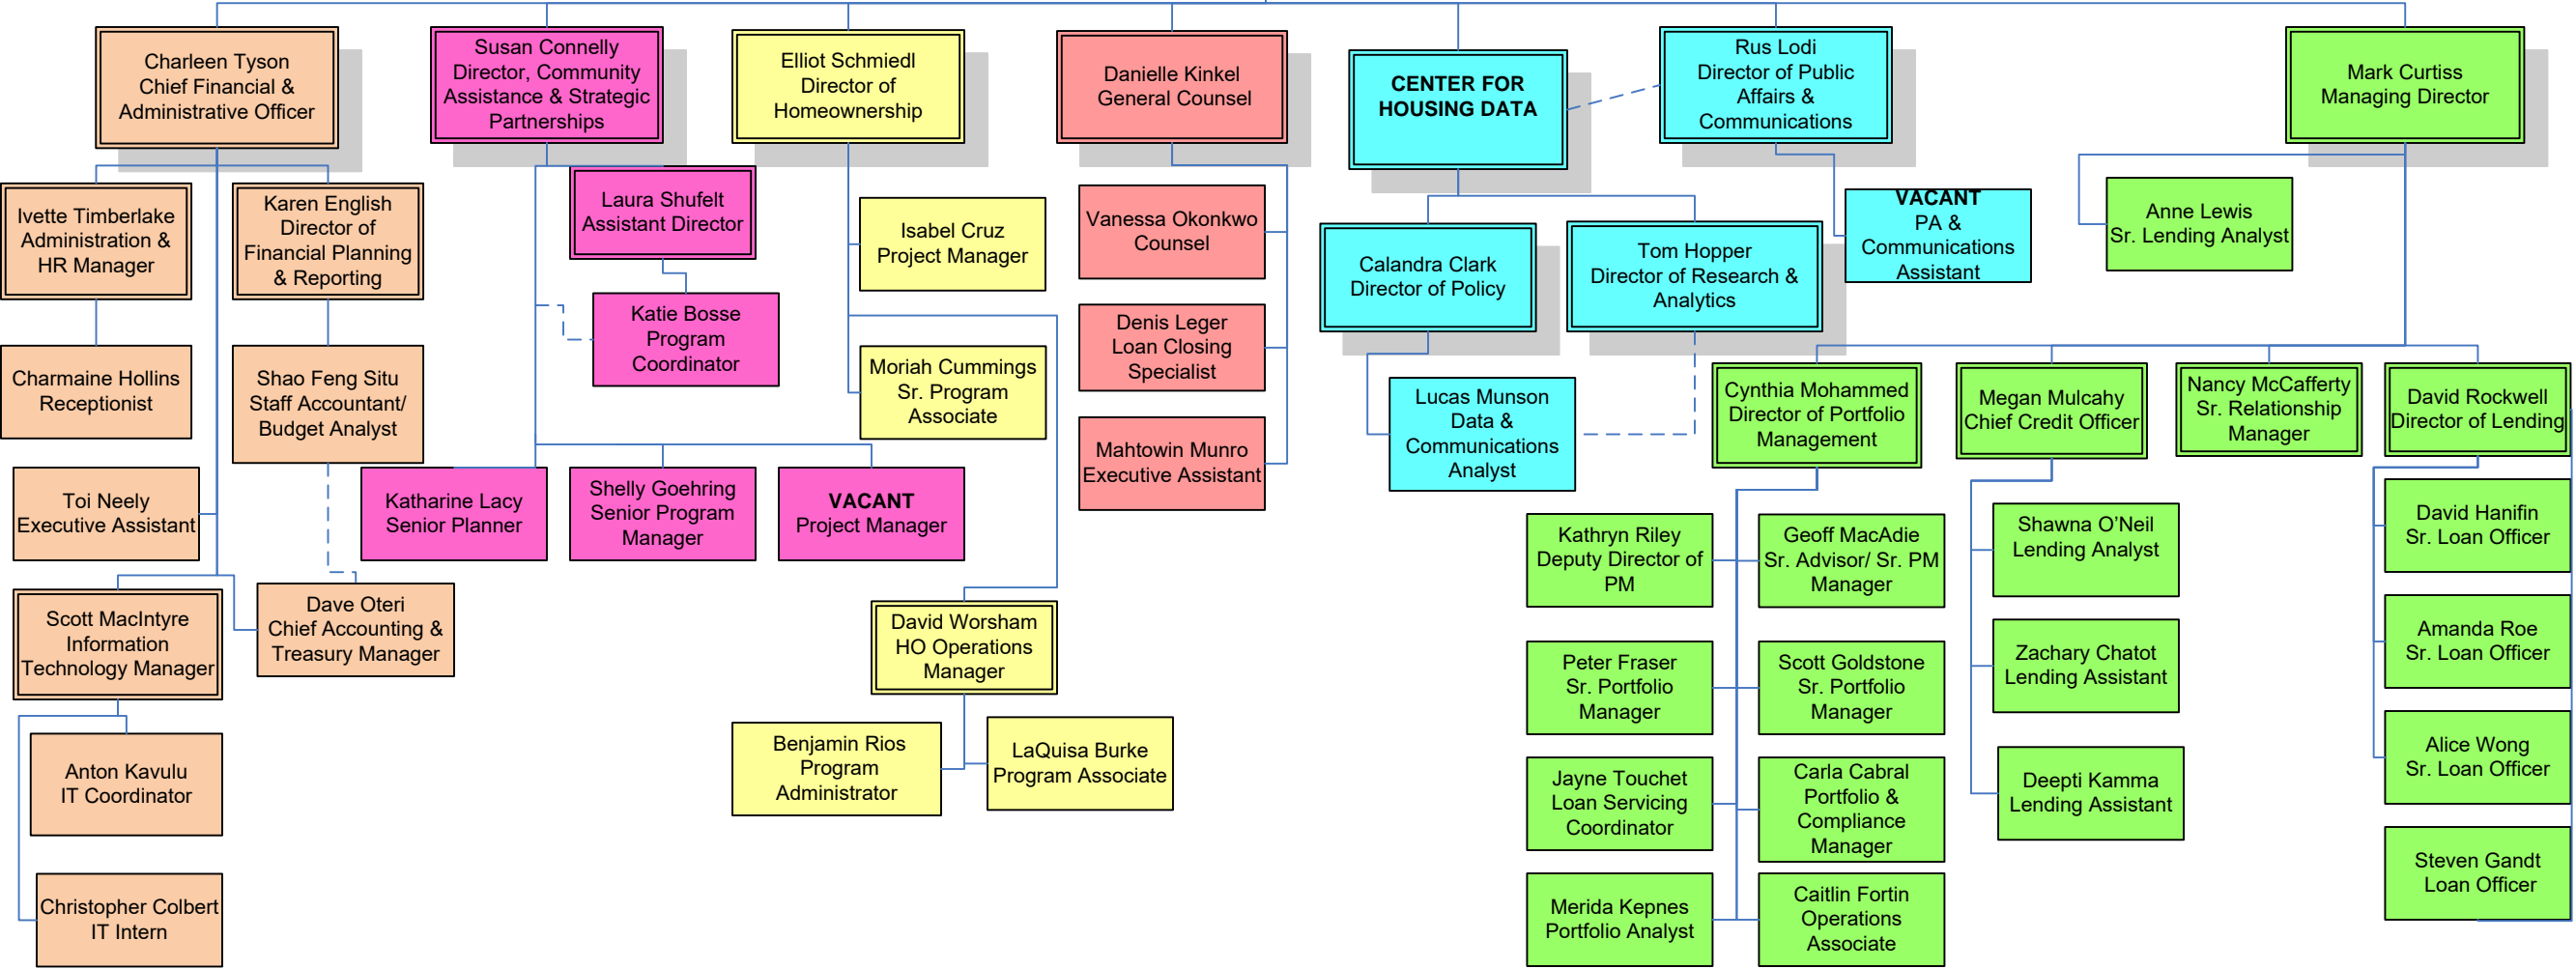 Charleen Tyson
Chief Financial &
Administrative Officer
Susan Connelly
Director, Community
Assistance & Strategic
Partnerships
Elliot Schmiedl
Director of
Homeownership
Danielle Kinkel
General Counsel
CENTER FOR
HOUSING DATA
Rus Lodi
Director of Public
Affairs &
Communications
Mark Curtiss
Managing Director
Ivette Timberlake
Administration &
HR Manager
Karen English
Director of
Financial Planning
& Reporting
Laura Shufelt
Assistant Director
Isabel Cruz
Project Manager
Vanessa Okonkwo
Counsel
Calandra Clark
Director of Policy
Tom Hopper
Director of Research &
Analytics
VACANT
PA &
Communications
Assistant
Anne Lewis
Sr. Lending Analyst
Katie Bosse
Program
Coordinator
Denis Leger
Loan Closing
Specialist
Charmaine Hollins
Receptionist
Shao Feng Situ
Staff Accountant/
Budget Analyst
Moriah Cummings
Sr. Program
Associate
Mahtowin Munro
Executive Assistant
Lucas Munson
Data &
Communications
Analyst
Cynthia Mohammed
Director of Portfolio
Management
Megan Mulcahy
Chief Credit Officer
Nancy McCafferty
Sr. Relationship
Manager
David Rockwell
Director of Lending
Toi Neely
Executive Assistant
Katharine Lacy
Senior Planner
Shelly Goehring
Senior Program
Manager
VACANT
Project Manager
Kathryn Riley
Deputy Director of
PM
Geoff MacAdie
Sr. Advisor/ Sr. PM
Manager
Shawna O’Neil
Lending Analyst
David Hanifin
Sr. Loan Officer
Scott MacIntyre
Information
Technology Manager
Dave Oteri
Chief Accounting &
Treasury Manager
David Worsham
HO Operations
Manager
Peter Fraser
Sr. Portfolio
Manager
Scott Goldstone
Sr. Portfolio
Manager
Zachary Chatot
Lending Assistant
Amanda Roe
Sr. Loan Officer
Anton Kavulu
IT Coordinator
Benjamin Rios
Program
Administrator
LaQuisa Burke
Program Associate
Jayne Touchet
Loan Servicing
Coordinator
Carla Cabral
Portfolio &
Compliance
Manager
Deepti Kamma
Lending Assistant
Alice Wong
Sr. Loan Officer
Christopher Colbert
IT Intern
Merida Kepnes
Portfolio Analyst
Caitlin Fortin
Operations
Associate
Steven Gandt
Loan Officer